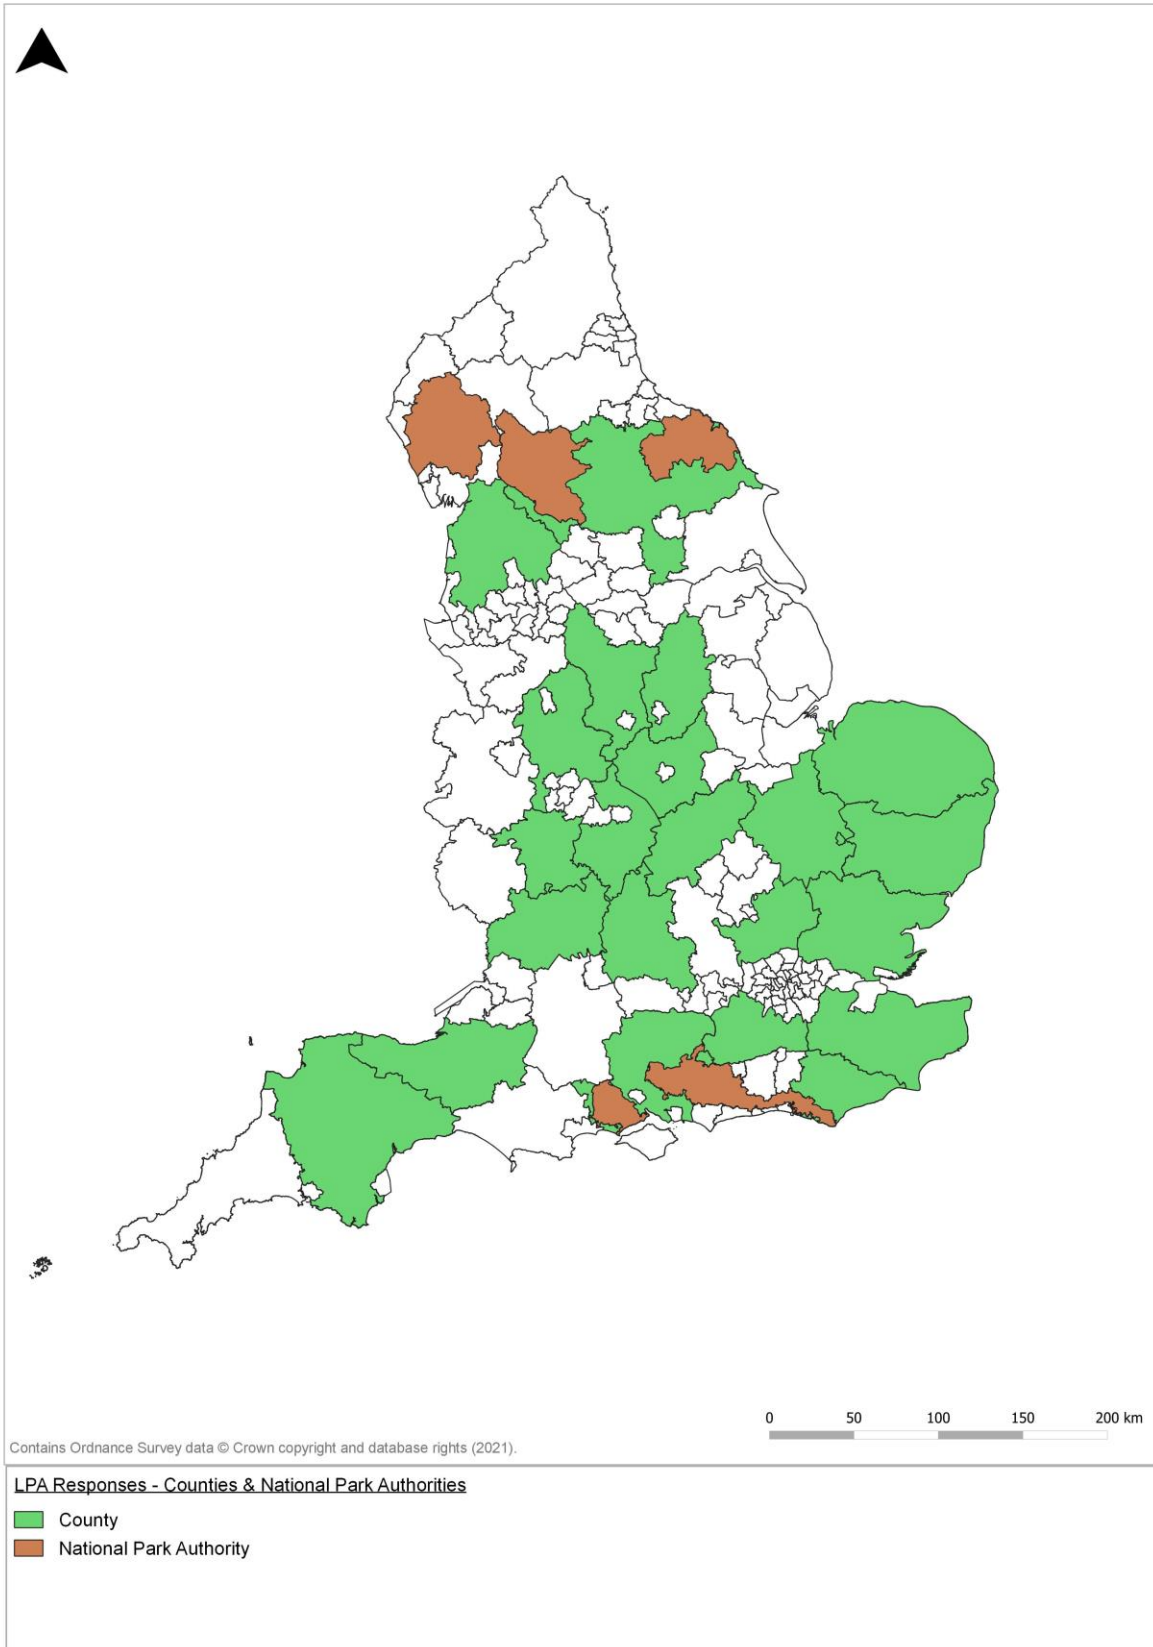 0 50 100 150 200 km
Contains Ordnance Survey data © Crown copyright and database rights (2021).
LPA Responses - Counties & National Park Authorities
County
National Park Authority